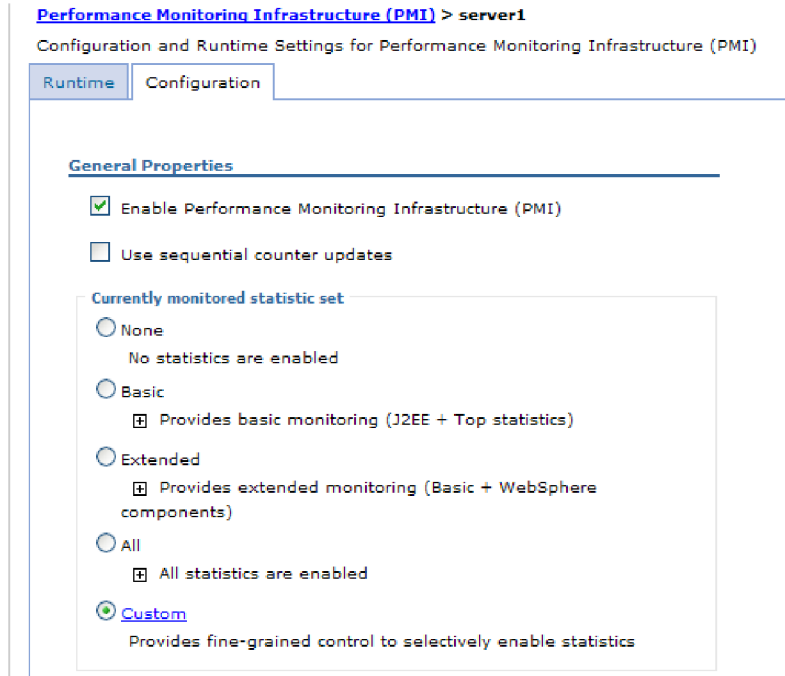 Performance Monitoring Infrastructure (PMI) > server1
Configuration and Runtime Settings for Performance Monitoring Infrastructure (PMI)
Runtime Configuration
General Properties
Enable Performance Monitoring Infrastructure (PMI)
Use sequential counter updates
Currently monitored statistic set
None
No statistics are enabled
Basic
Provides basic monitoring (J2EE + Top statistics)
Extended
Provides extended monitoring (Basic + WebSphere
components)
All
All statistics are enabled
Custom
Provides fine-grained control to selectively enable statistics